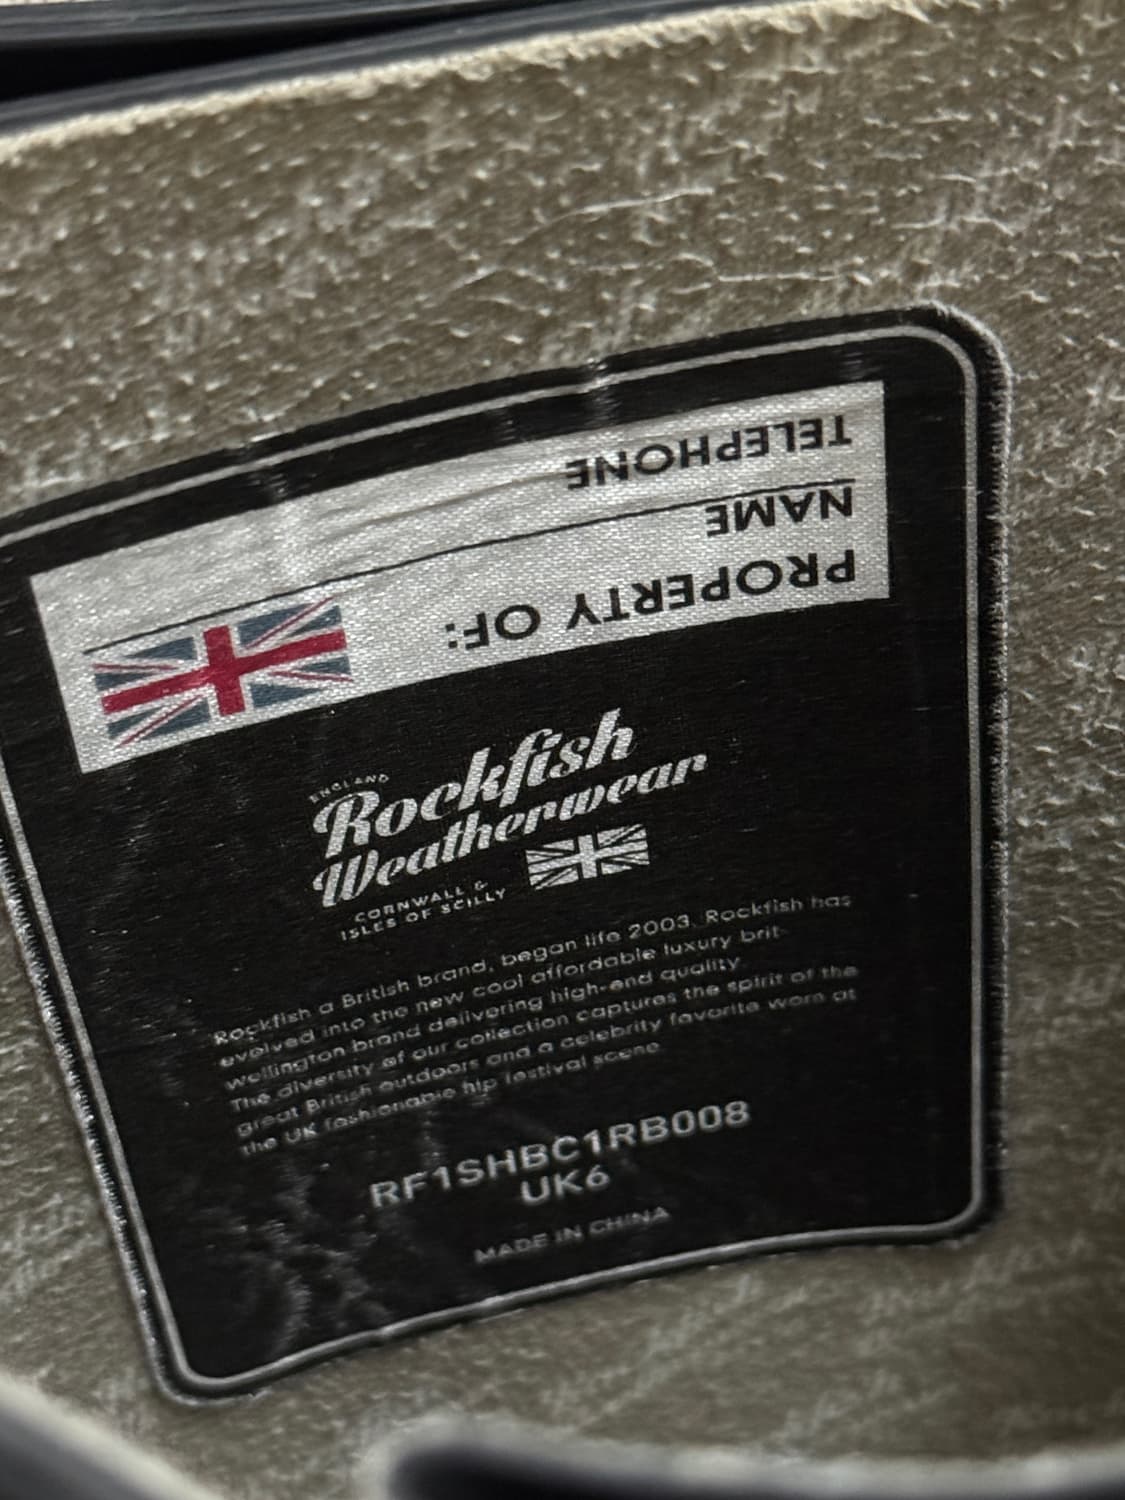 TELEPHONE
NAME
PROPERTY OF:
ENGLAND
Rockfish
Weatherwear
CORNWALL &
ISLES OF SCILLY
Rockfish a British brand, began life 2003. Rockfish has
evolved into the new cool affordable luxury brit-
wellington brand delivering high-end quality.
The diversity of our collection captures the spirit of the
great British outdoors and a celebrity favorite worn at
the UK fashionable hip festival scene
RF1SHBC1RB008
UK6
MADE IN CHINA